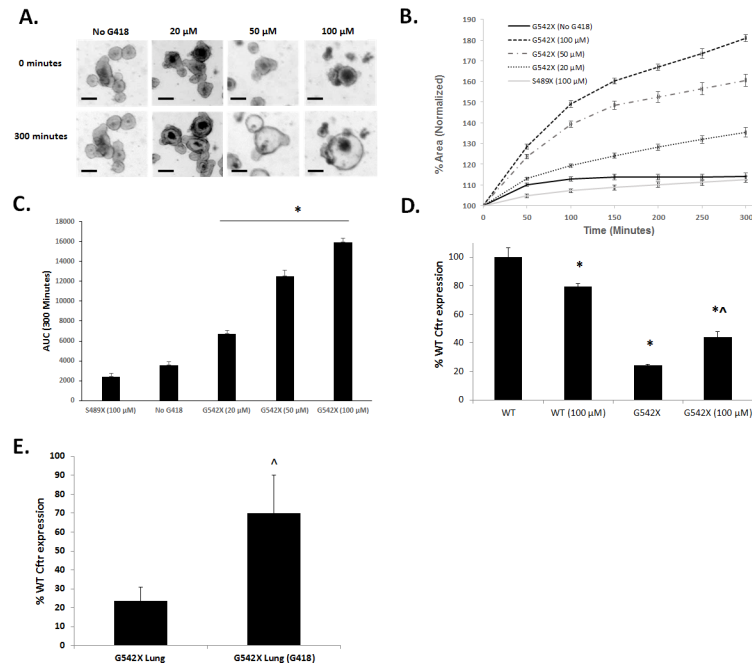 A.
No G418 20 µM 50 µM 100 µM
0 minutes
300 minutes
B.
% Area (Normalized)
190
180
170
160
150
140
130
120
110
100
G542X (No G418)
G542X (100 µM)
G542X (50 µM)
G542X (20 µM)
S489X (100 µM)
0 50 100 150 200 250 300
Time (Minutes)
C.
AUC (300 Minutes)
18000
16000
14000
12000
10000
8000
6000
4000
2000
0
*
S489X (100 µM) No G418 G542X (20 µM) G542X (50 µM) G542X (100 µM)
D.
% WT Cftr expression
100
80
60
40
20
0
*
*
*^
WT WT (100 µM) G542X G542X (100 µM)
E.
% WT Cftr expression
100
90
80
70
60
50
40
30
20
10
0
^
G542X Lung G542X Lung (G418)